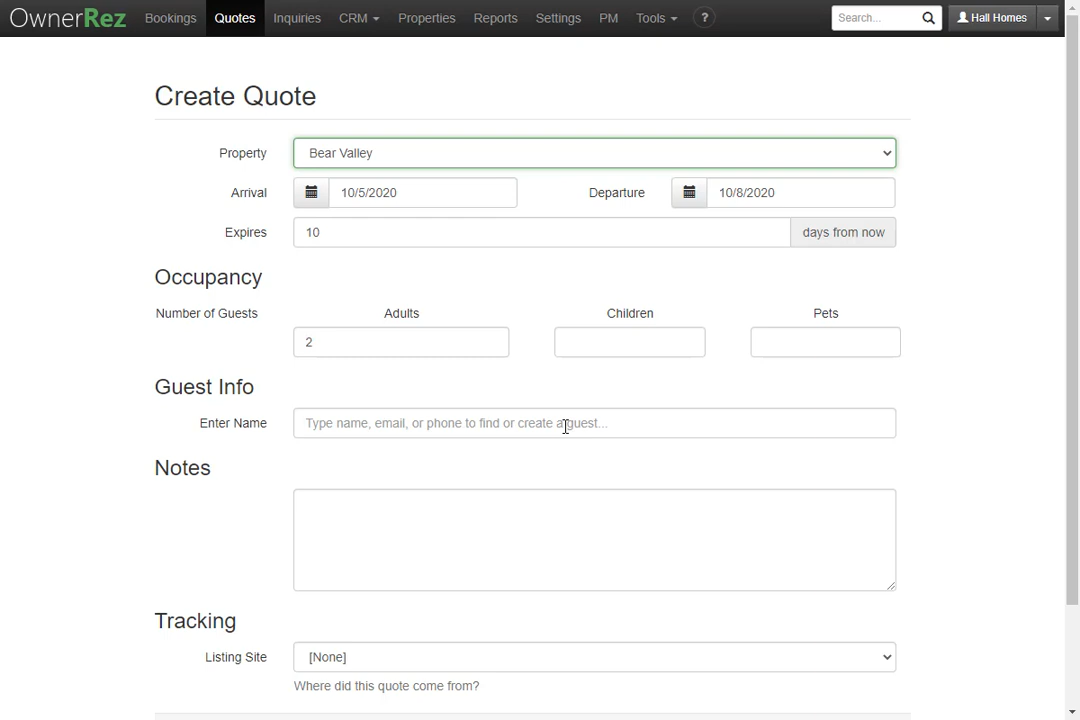 OwnerRez Bookings Quotes Inquiries CRM Properties Reports Settings PM Tools ? Search... Hall Homes
Create Quote
Property Bear Valley
Arrival 10/5/2020 Departure 10/8/2020
Expires 10 days from now
Occupancy
Number of Guests Adults Children Pets
2
Guest Info
Enter Name Type name, email, or phone to find or create a guest...
Notes
Tracking
Listing Site [None]
Where did this quote come from?